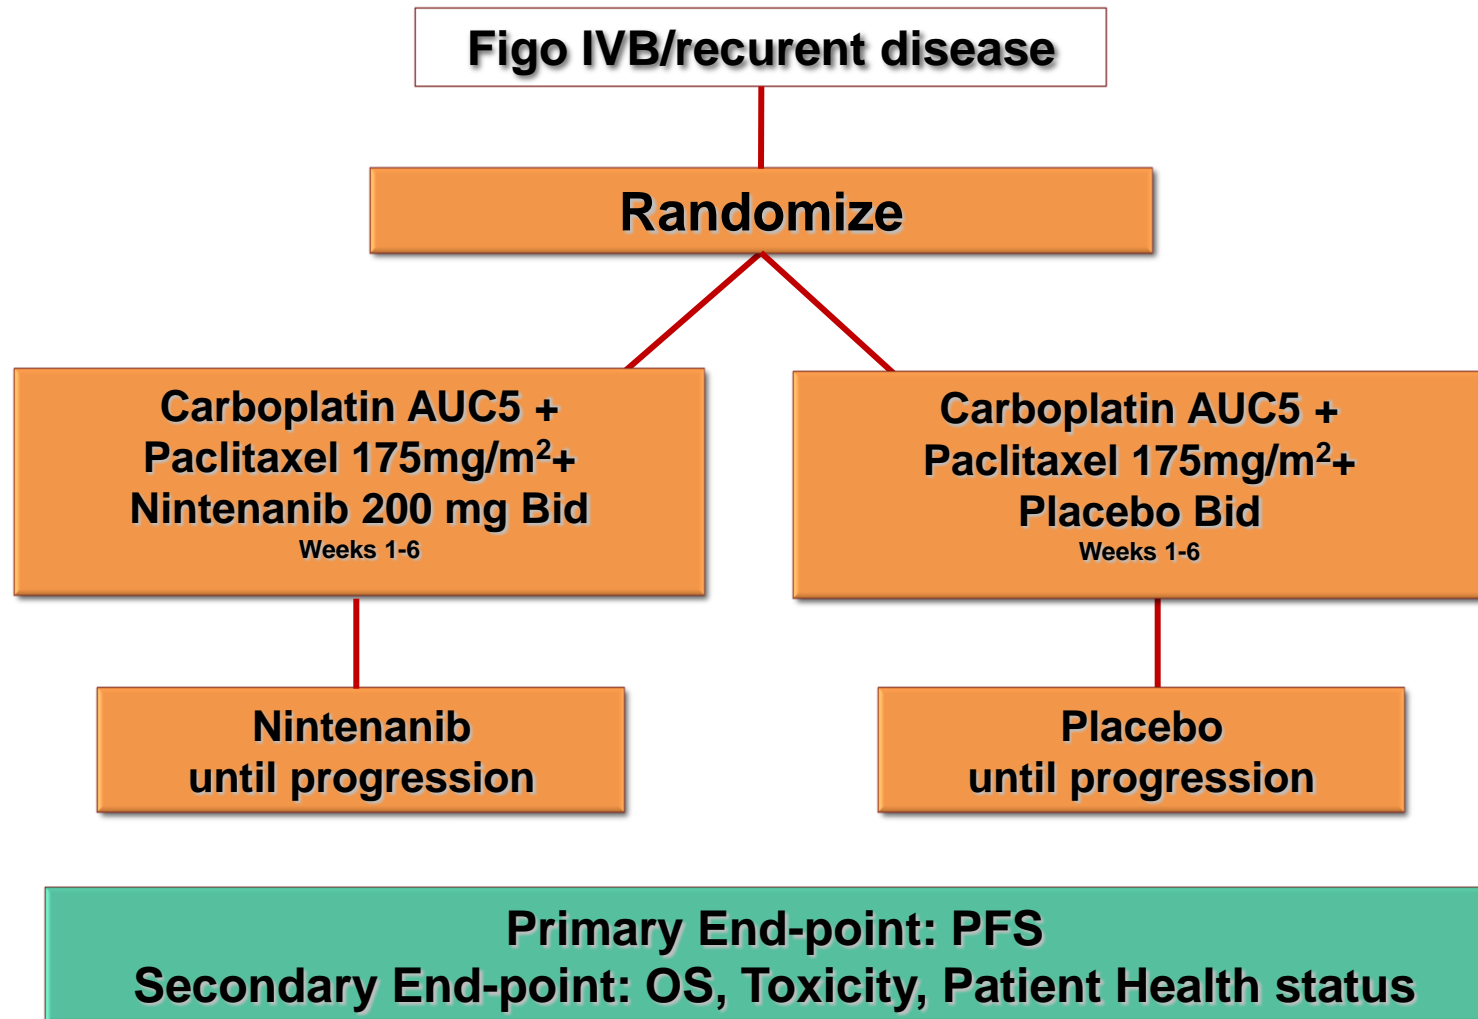 Figo IVB/recurent disease
Randomize
Carboplatin AUC5 +
Paclitaxel 175mg/m²+
Nintenanib 200 mg Bid
Weeks 1-6
Carboplatin AUC5 +
Paclitaxel 175mg/m²+
Placebo Bid
Weeks 1-6
Nintenanib
until progression
Placebo
until progression
Primary End-point: PFS
Secondary End-point: OS, Toxicity, Patient Health status